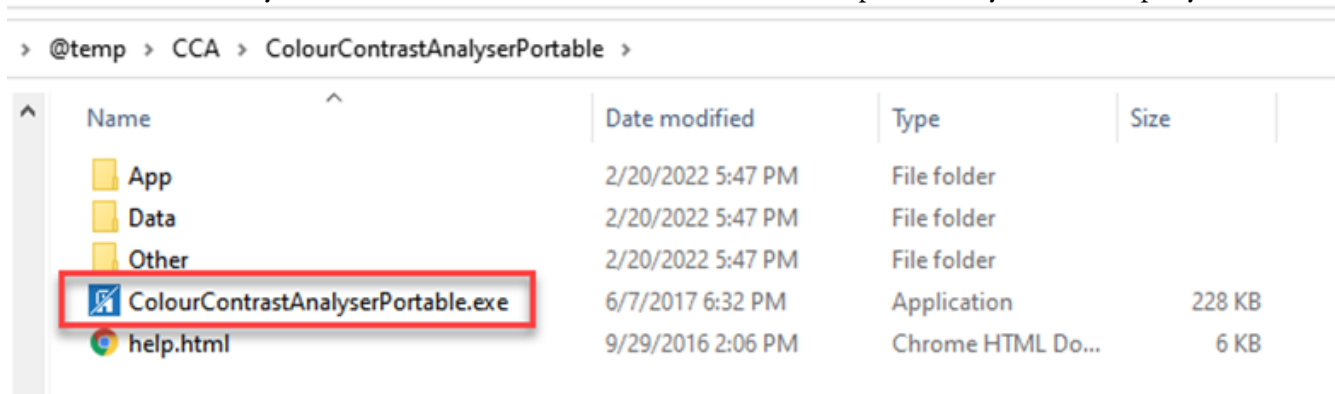 > @temp > CCA > ColourContrastAnalyserPortable >
Name Date modified Type Size
App 2/20/2022 5:47 PM File folder
Data 2/20/2022 5:47 PM File folder
Other 2/20/2022 5:47 PM File folder
ColourContrastAnalyserPortable.exe 6/7/2017 6:32 PM Application 228 KB
help.html 9/29/2016 2:06 PM Chrome HTML Do... 6 KB